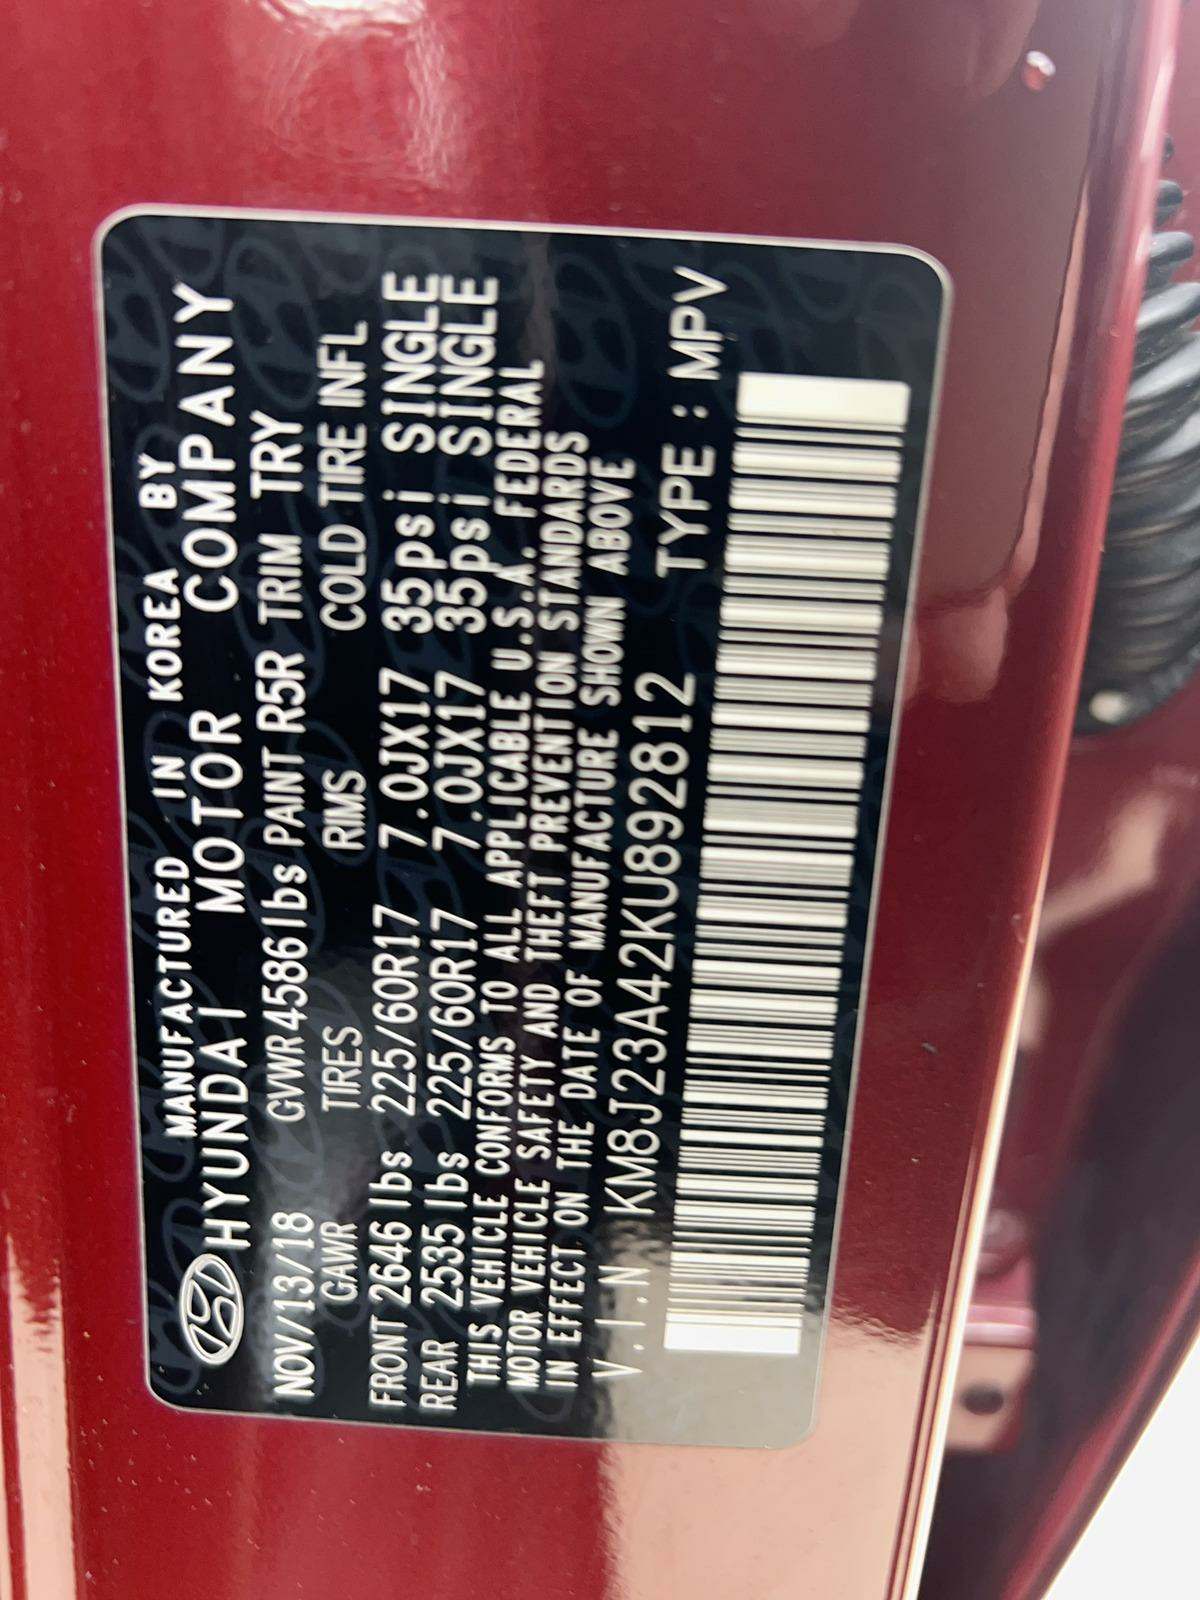 MANUFACTURED IN KOREA BY
HYUNDAI MOTOR COMPANY
NOV/13/18 GVWR 4586 lbs PAINT R5R TRIM TRY
GAWR TIRES RIMS COLD TIRE INFL
FRONT 2646 lbs 225/60R17 7.0JX17 35psi SINGLE
REAR 2535 lbs 225/60R17 7.0JX17 35psi SINGLE
THIS VEHICLE CONFORMS TO ALL APPLICABLE U.S.A. FEDERAL
MOTOR VEHICLE SAFETY AND THEFT PREVENTION STANDARDS
IN EFFECT ON THE DATE OF MANUFACTURE SHOWN ABOVE
V.I.N KM8J23A42KU892812 TYPE : MPV